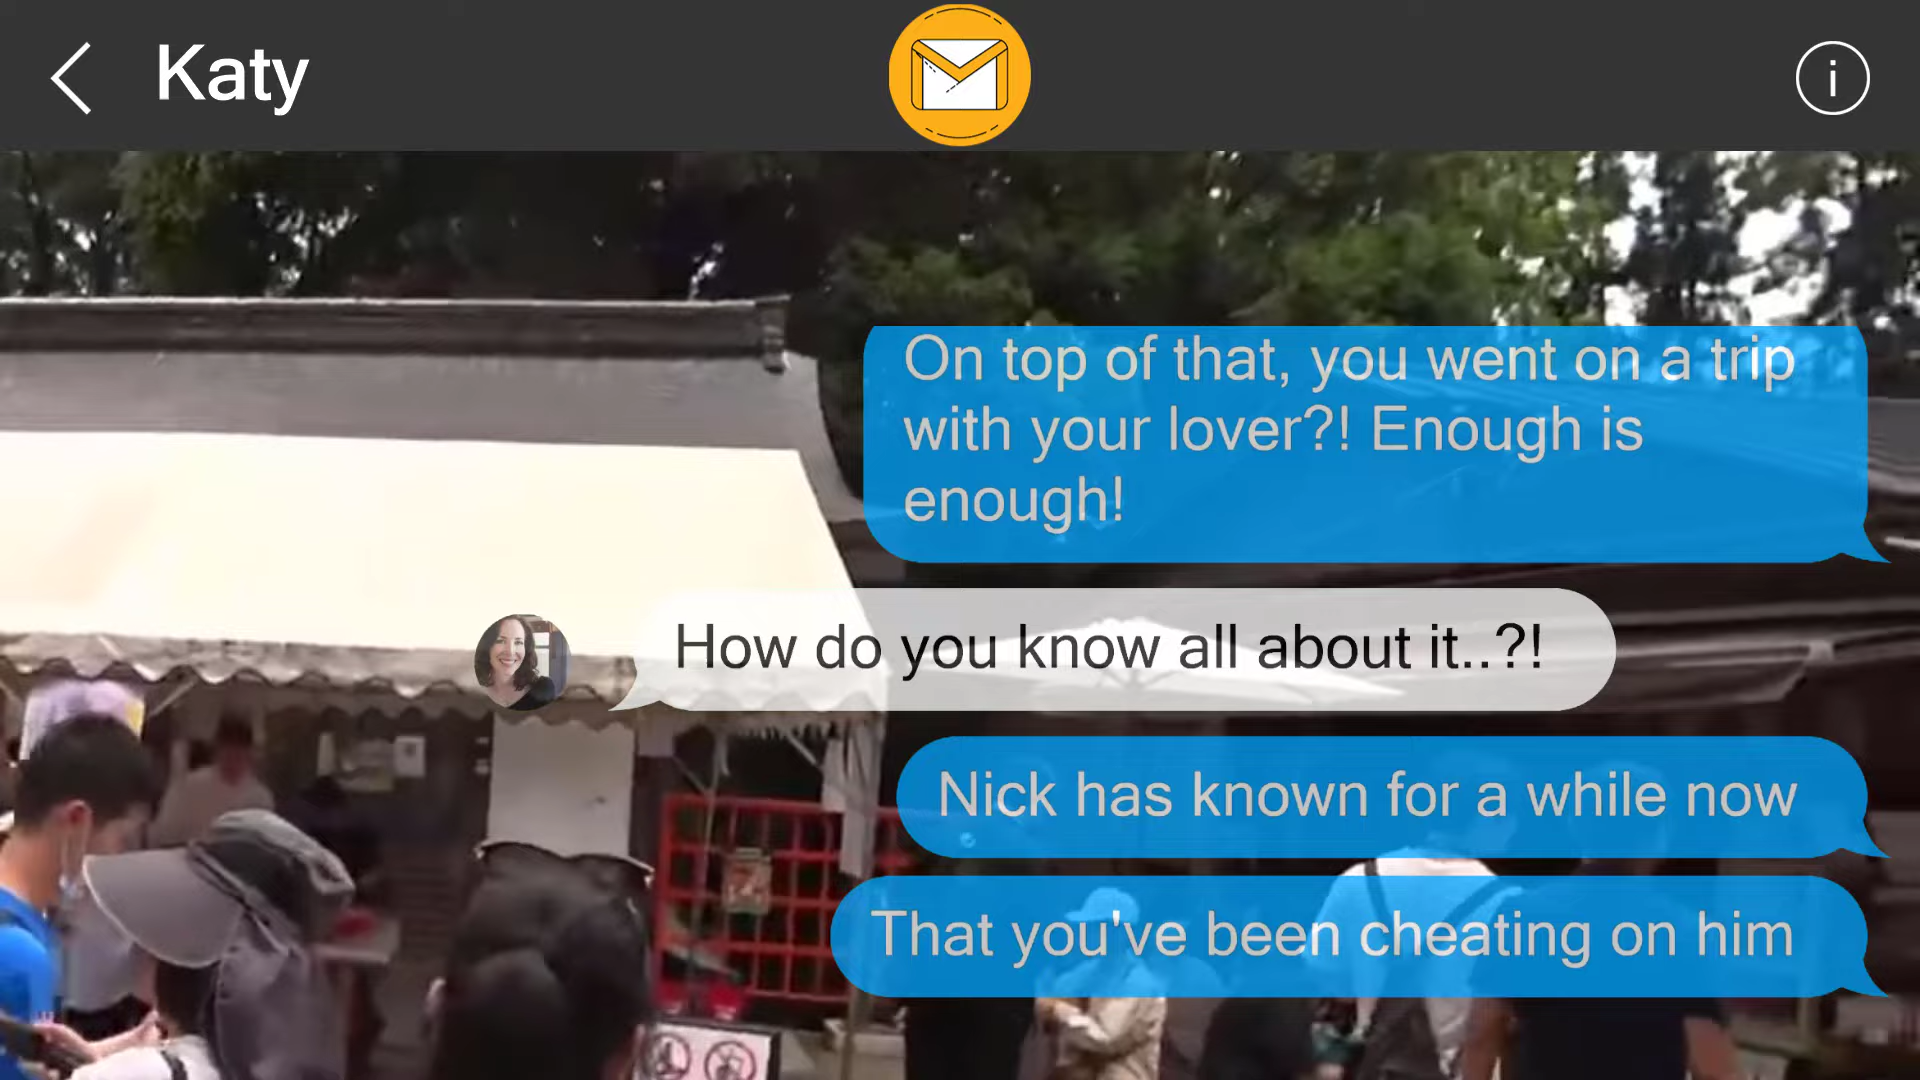 Katy
i
On top of that, you went on a trip
with your lover?! Enough is
enough!
How do you know all about it..?!
Nick has known for a while now
That you've been cheating on him